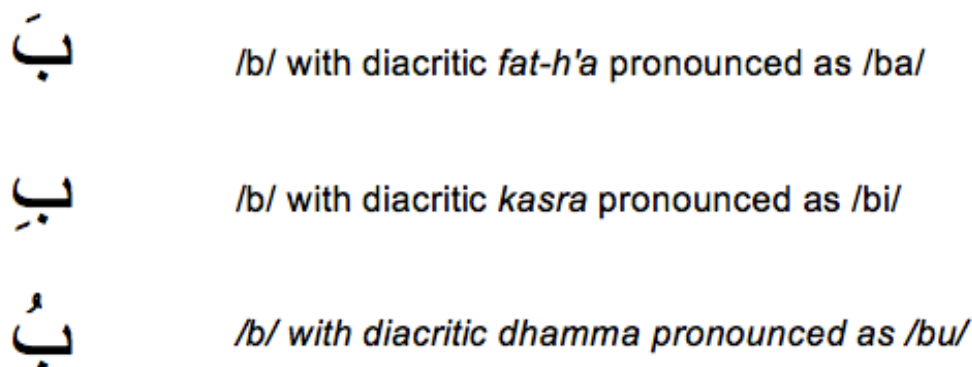 بَ /b/ with diacritic fat-h'a pronounced as /ba/
بِ /b/ with diacritic kasra pronounced as /bi/
بُ /b/ with diacritic dhamma pronounced as /bu/